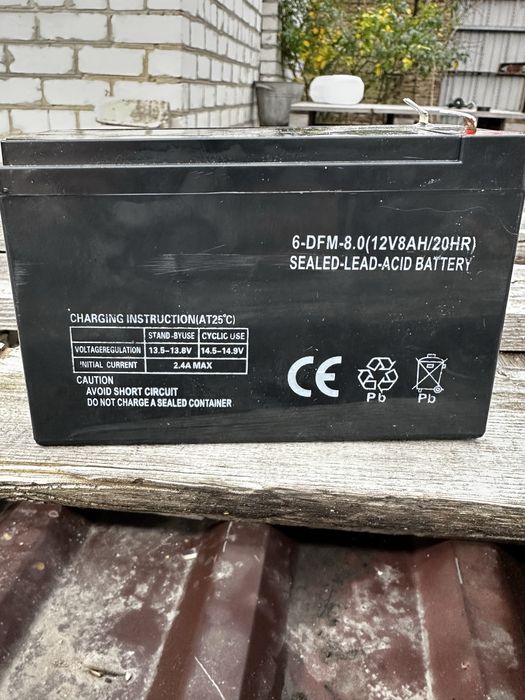 6-DFM-8.0(12V8AH/20HR)
SEALED-LEAD-ACID BATTERY
CHARGING INSTRUCTION(AT25℃)
STAND-BYUSE CYCLIC USE
VOLTAGEREGULATION 13.5-13.8V 14.5-14.9V
INITIAL CURRENT 2.4A MAX
CAUTION
AVOID SHORT CIRCUIT
DO NOT CHARGE A SEALED CONTAINER
CE
Pb Pb